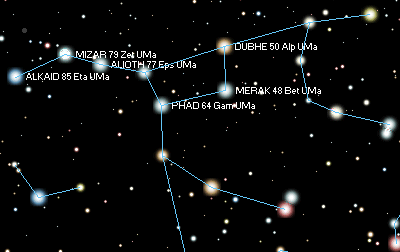 DUBHE 50 Alp UMa
MIZAR 79 Zet UMa
ALIOTH 77 Eps UMa
ALKAID 85 Eta UMa
MERAK 48 Bet UMa
PHAD 64 Gam UMa